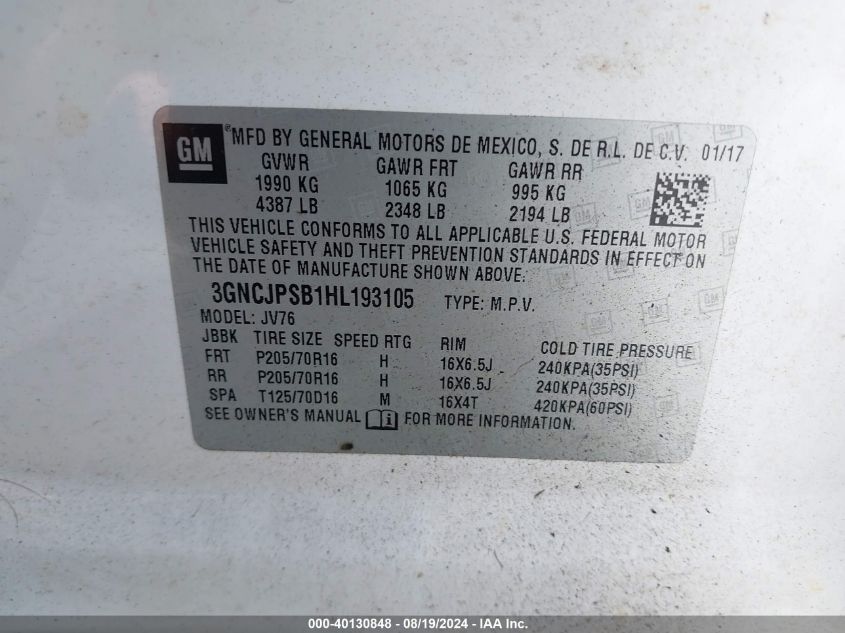 GM ® MFD BY GENERAL MOTORS DE MEXICO, S. DE R.L. DE C.V. 01/17
GVWR GAWR FRT GAWR RR
1990 KG 1065 KG 995 KG
4387 LB 2348 LB 2194 LB
THIS VEHICLE CONFORMS TO ALL APPLICABLE U.S. FEDERAL MOTOR
VEHICLE SAFETY AND THEFT PREVENTION STANDARDS IN EFFECT ON
THE DATE OF MANUFACTURE SHOWN ABOVE.
3GNCJPSB1HL193105 TYPE: M.P.V.
MODEL: JV76
JBBK TIRE SIZE SPEED RTG RIM COLD TIRE PRESSURE
FRT P205/70R16 H 16X6.5J 240KPA(35PSI)
RR P205/70R16 H 16X6.5J 240KPA(35PSI)
SPA T125/70D16 M 16X4T 420KPA(60PSI)
SEE OWNER'S MANUAL FOR MORE INFORMATION.
000-40130848 - 08/19/2024 - IAA Inc.